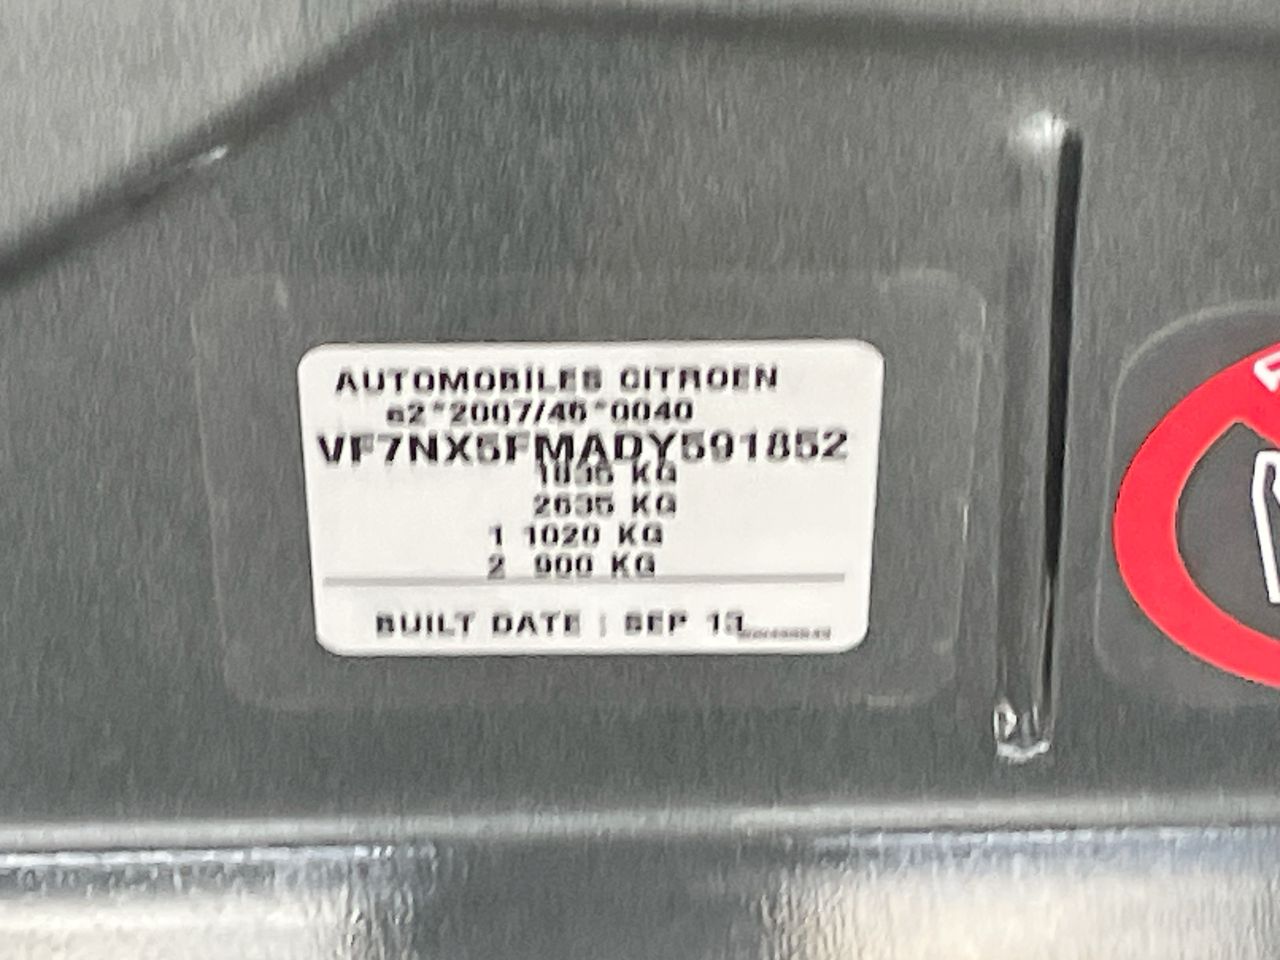 AUTOMOBILES CITROEN
e2*2007/46*0040
VF7NX5FMADY591852
1835 KG
2635 KG
1 1020 KG
2 900 KG
BUILT DATE : SEP 13